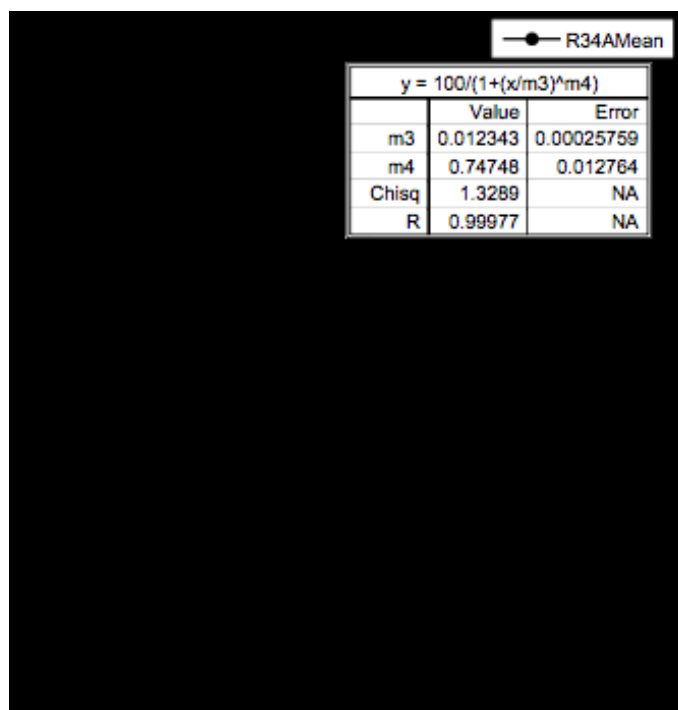 R34AMean
y = 100/(1+(x/m3)^m4)
Value Error
m3 0.012343 0.00025759
m4 0.74748 0.012764
Chisq 1.3289 NA
R 0.99977 NA